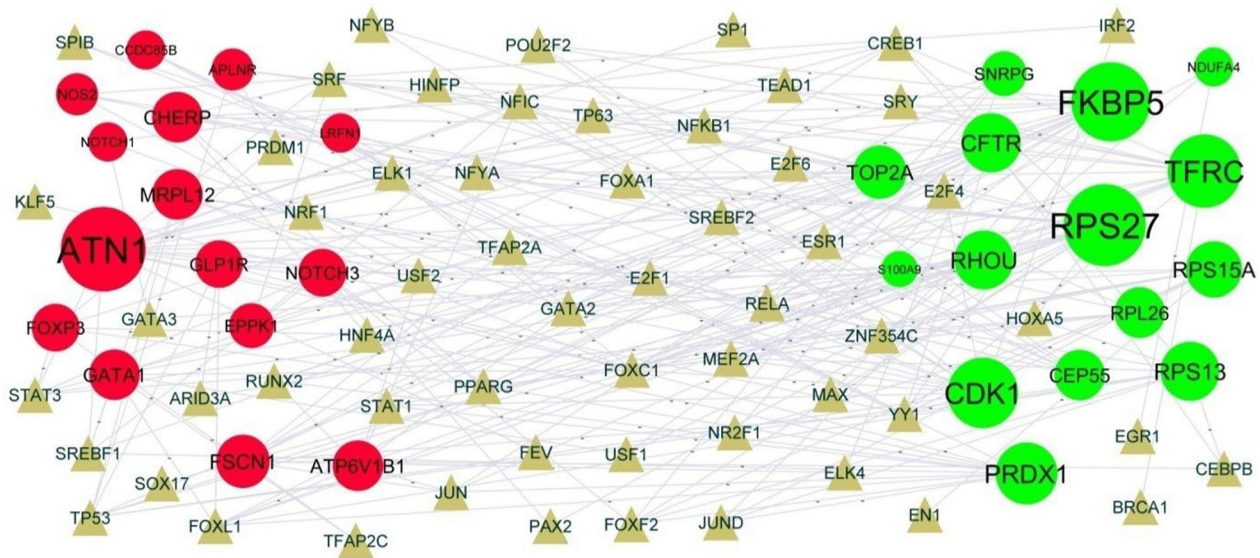 NFYB
SP1
IRF2
SPIB
CCDC85B
POU2F2
CREB1
APLNR
SRF
HINFP
TEAD1
SNRPG
NDUFA4
NOS2
CHERP
NFIC
TP63
SRY
FKBP5
NFKB1
NOTCH1
LRFN1
PRDM1
CFTR
ELK1
NFYA
FOXA1
E2F6
TOP2A
TFRC
E2F4
MRPL12
KLF5
NRF1
SREBF2
RPS27
ATN1
TFAP2A
ESR1
GLP1R
NOTCH3
USF2
E2F1
S100A9
RHOU
RPS15A
GATA2
RELA
FOXP3
GATA3
EPPK1
HNF4A
ZNF354C
HOXA5
RPL26
GATA1
FOXC1
MEF2A
CEP55
RPS13
STAT3
ARID3A
RUNX2
PPARG
MAX
CDK1
STAT1
YY1
NR2F1
EGR1
SREBF1
FSCN1
ATP6V1B1
FEV
USF1
ELK4
PRDX1
CEBPB
SOX17
JUN
TP53
FOXL1
PAX2
FOXF2
JUND
EN1
BRCA1
TFAP2C